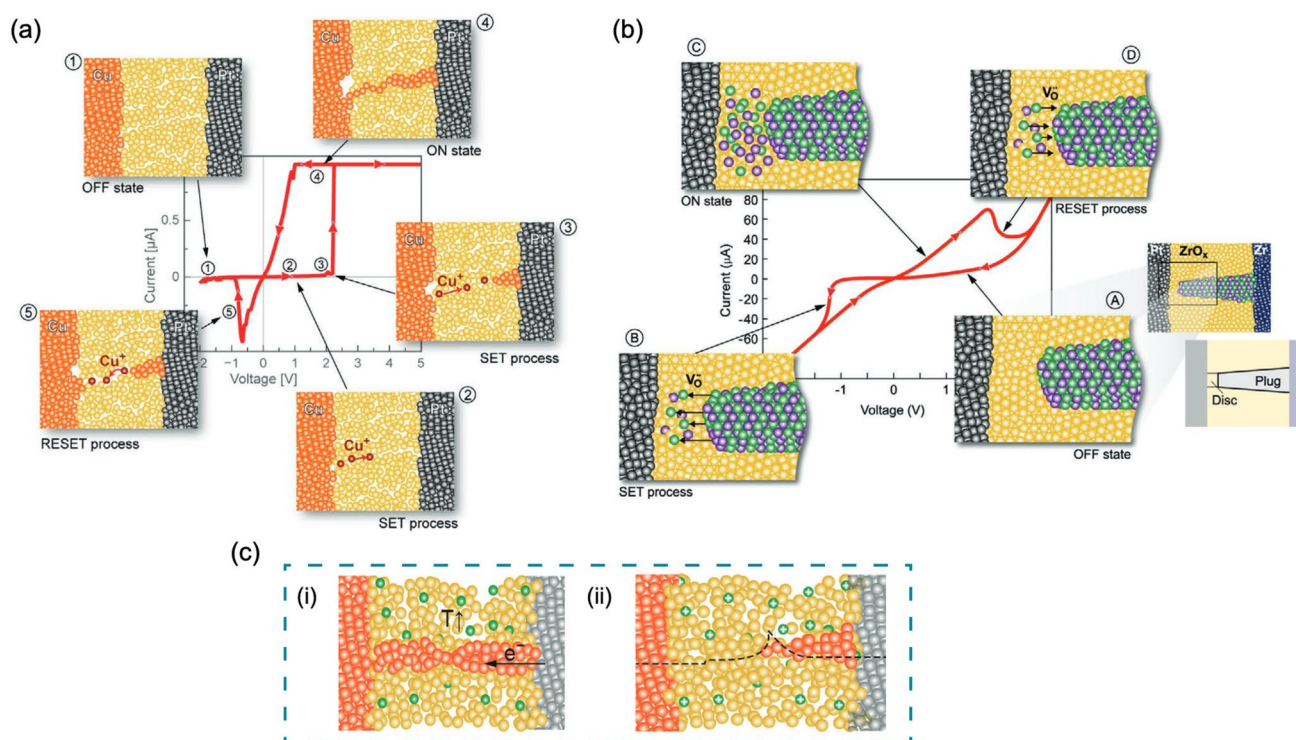 (a)
① Cu Pt
OFF state
④ Cu Pt
ON state
Current [μA]
0.5
0
① ② ③ ④ ⑤
−2 −1 0 1 2 3 4 5
Voltage [V]
③ Cu Pt
Cu⁺
SET process
⑤ Cu Pt
Cu⁺
RESET process
② Cu Pt
Cu⁺
SET process
(b)
Ⓒ
ON state
Ⓓ
V
RESET process
Current (μA)
80
60
40
20
0
−20
−40
−60
−1 0 1
Voltage (V)
Ⓑ
V
SET process
Ⓐ
OFF state
ZrOₓ
Zr
Plug
Disc
(c)
(i)
T↑
e⁻
(ii)